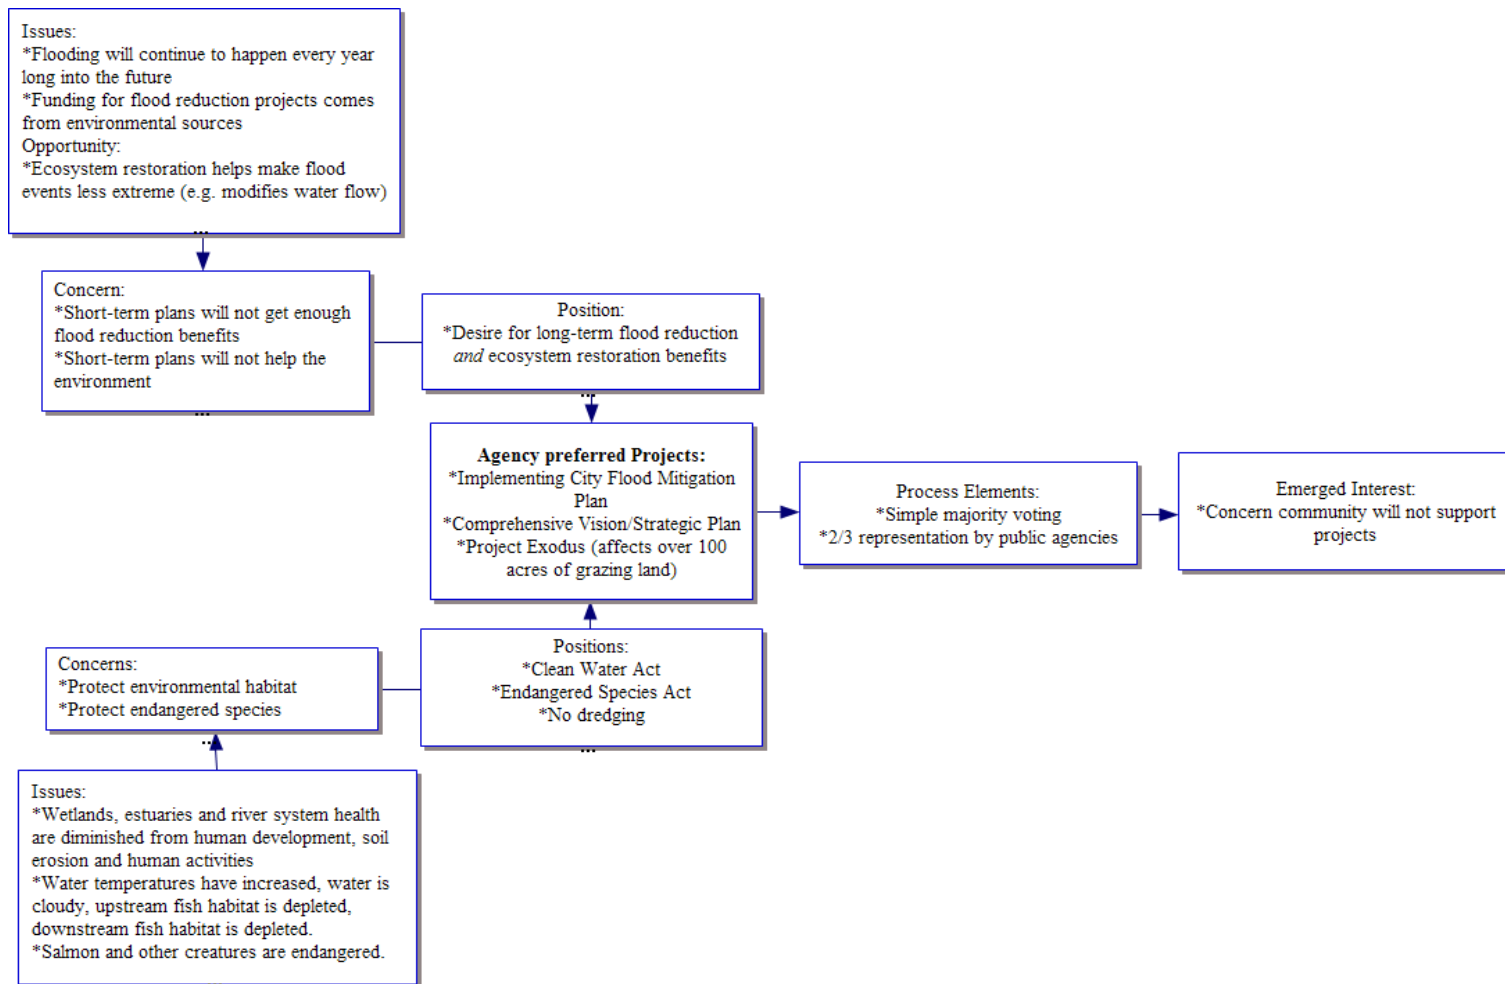 Issues:
*Flooding will continue to happen every year
long into the future
*Funding for flood reduction projects comes
from environmental sources
Opportunity:
*Ecosystem restoration helps make flood
events less extreme (e.g. modifies water flow)
...
Concern:
*Short-term plans will not get enough
flood reduction benefits
*Short-term plans will not help the
environment
...
Position:
*Desire for long-term flood reduction
and ecosystem restoration benefits
...
Agency preferred Projects:
*Implementing City Flood Mitigation
Plan
*Comprehensive Vision/Strategic Plan
*Project Exodus (affects over 100
acres of grazing land)
Process Elements:
*Simple majority voting
*2/3 representation by public agencies
Emerged Interest:
*Concern community will not support
projects
Concerns:
*Protect environmental habitat
*Protect endangered species
...
Positions:
*Clean Water Act
*Endangered Species Act
*No dredging
...
Issues:
*Wetlands, estuaries and river system health
are diminished from human development, soil
erosion and human activities
*Water temperatures have increased, water is
cloudy, upstream fish habitat is depleted,
downstream fish habitat is depleted.
*Salmon and other creatures are endangered.
...